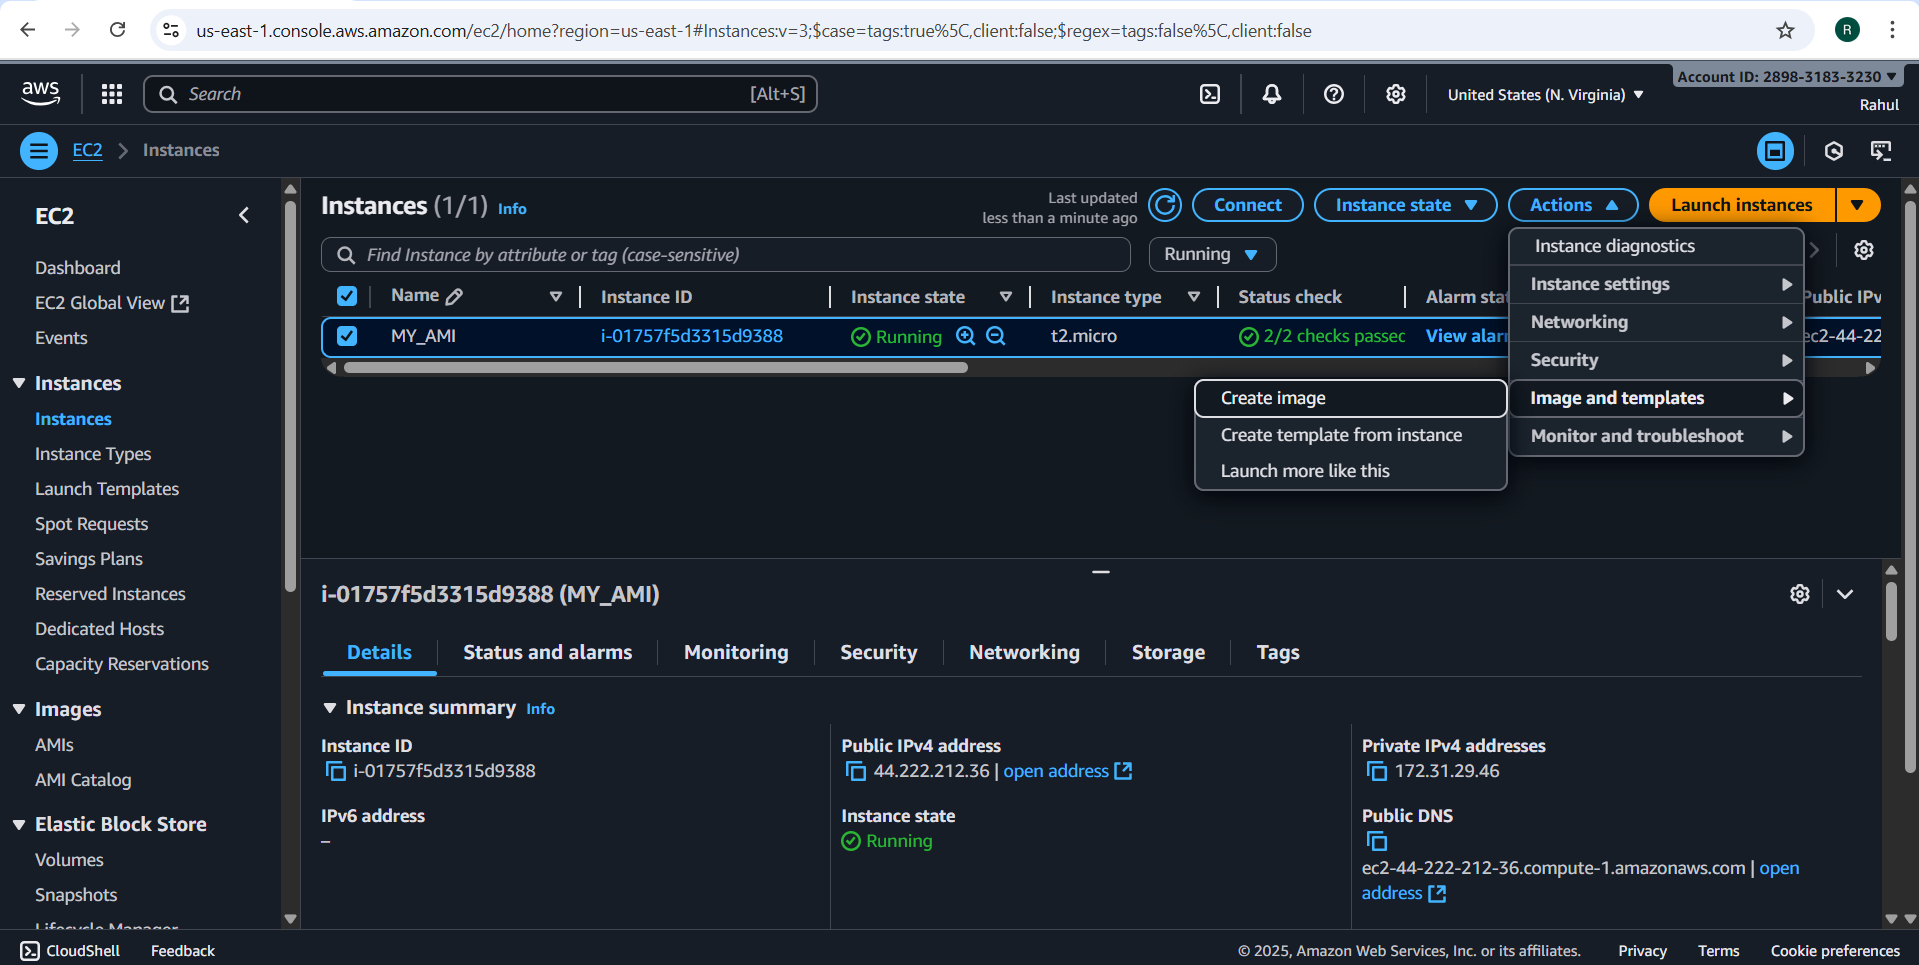 us-east-1.console.aws.amazon.com/ec2/home?region=us-east-1#Instances:v=3;$case=tags:true%5C,client:false;$regex=tags:false%5C,client:false
R
aws
Search
[Alt+S]
United States (N. Virginia)
Account ID: 2898-3183-3230
Rahul
EC2
Instances
EC2
Dashboard
EC2 Global View
Events
Instances
Instances
Instance Types
Launch Templates
Spot Requests
Savings Plans
Reserved Instances
Dedicated Hosts
Capacity Reservations
Images
AMIs
AMI Catalog
Elastic Block Store
Volumes
Snapshots
Lifecycle Manager
Instances (1/1) Info
Last updated
less than a minute ago
Connect
Instance state
Actions
Launch instances
Find Instance by attribute or tag (case-sensitive)
Running
Name
Instance ID
Instance state
Instance type
Status check
Alarm stat
Public IPv
MY_AMI
i-01757f5d3315d9388
Running
t2.micro
2/2 checks passed
View alarm
ec2-44-22
Instance diagnostics
Instance settings
Networking
Security
Image and templates
Monitor and troubleshoot
Create image
Create template from instance
Launch more like this
i-01757f5d3315d9388 (MY_AMI)
Details
Status and alarms
Monitoring
Security
Networking
Storage
Tags
Instance summary Info
Instance ID
i-01757f5d3315d9388
Public IPv4 address
44.222.212.36 | open address
Private IPv4 addresses
172.31.29.46
IPv6 address
–
Instance state
Running
Public DNS
ec2-44-222-212-36.compute-1.amazonaws.com | open
address
CloudShell
Feedback
© 2025, Amazon Web Services, Inc. or its affiliates.
Privacy
Terms
Cookie preferences